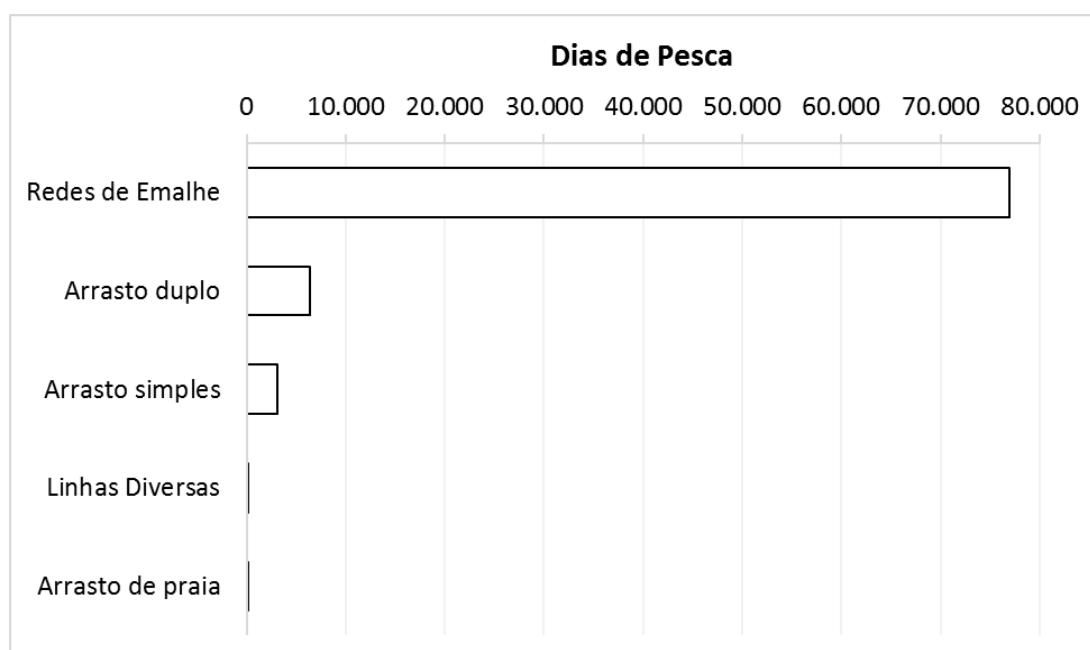 Dias de Pesca
0 10.000 20.000 30.000 40.000 50.000 60.000 70.000 80.000
Redes de Emalhe
Arrasto duplo
Arrasto simples
Linhas Diversas
Arrasto de praia